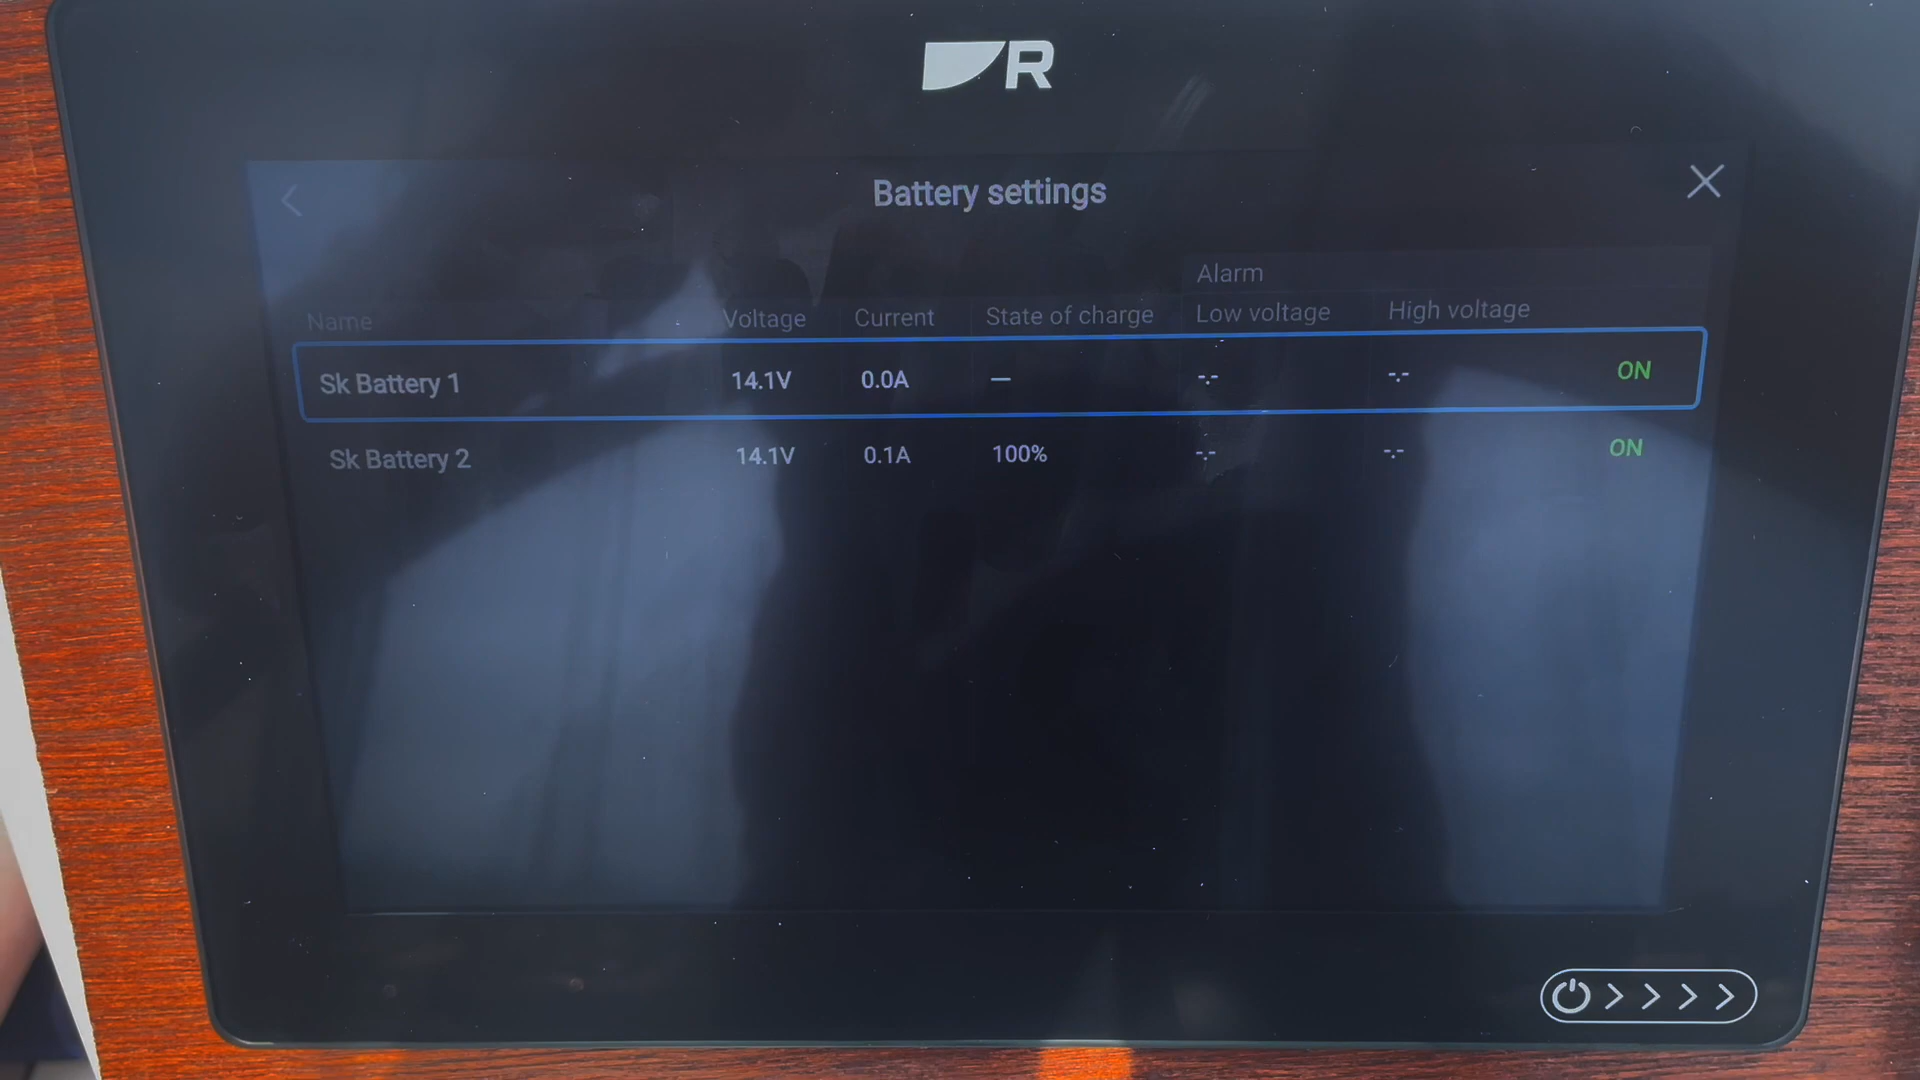 R
Battery settings
Alarm
Name Voltage Current State of charge Low voltage High voltage
Sk Battery 1 14.1V 0.0A — -.- -.- ON
Sk Battery 2 14.1V 0.1A 100% -.- -.- ON